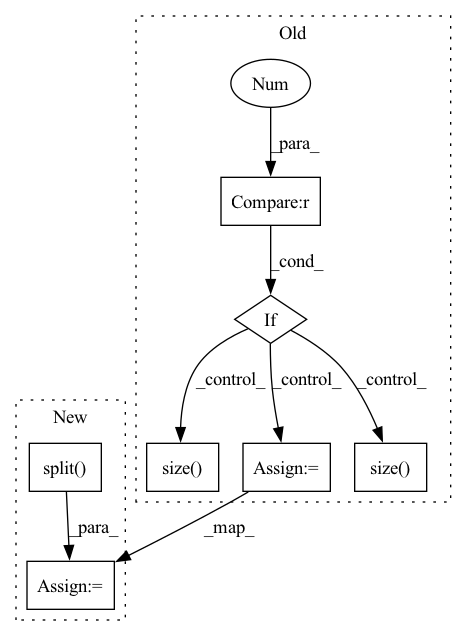 Old
Num
_para_
Compare:r
_cond_
If
_control_ _control_ _control_
New
split()
size()
Assign:=
size()
_para_
_map_
Assign:=